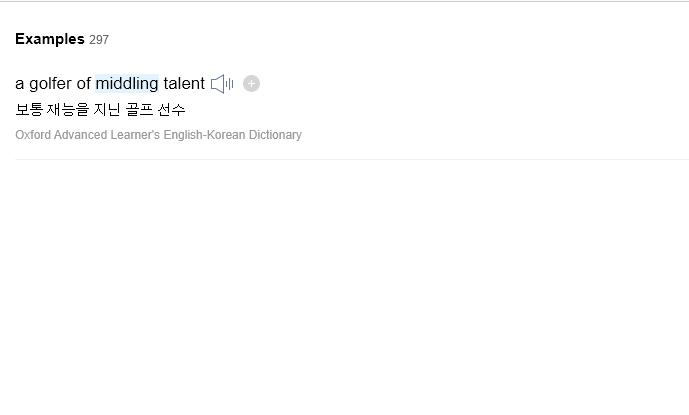 Examples 297
a golfer of middling talent
보통 재능을 지닌 골프 선수
Oxford Advanced Learner's English-Korean Dictionary